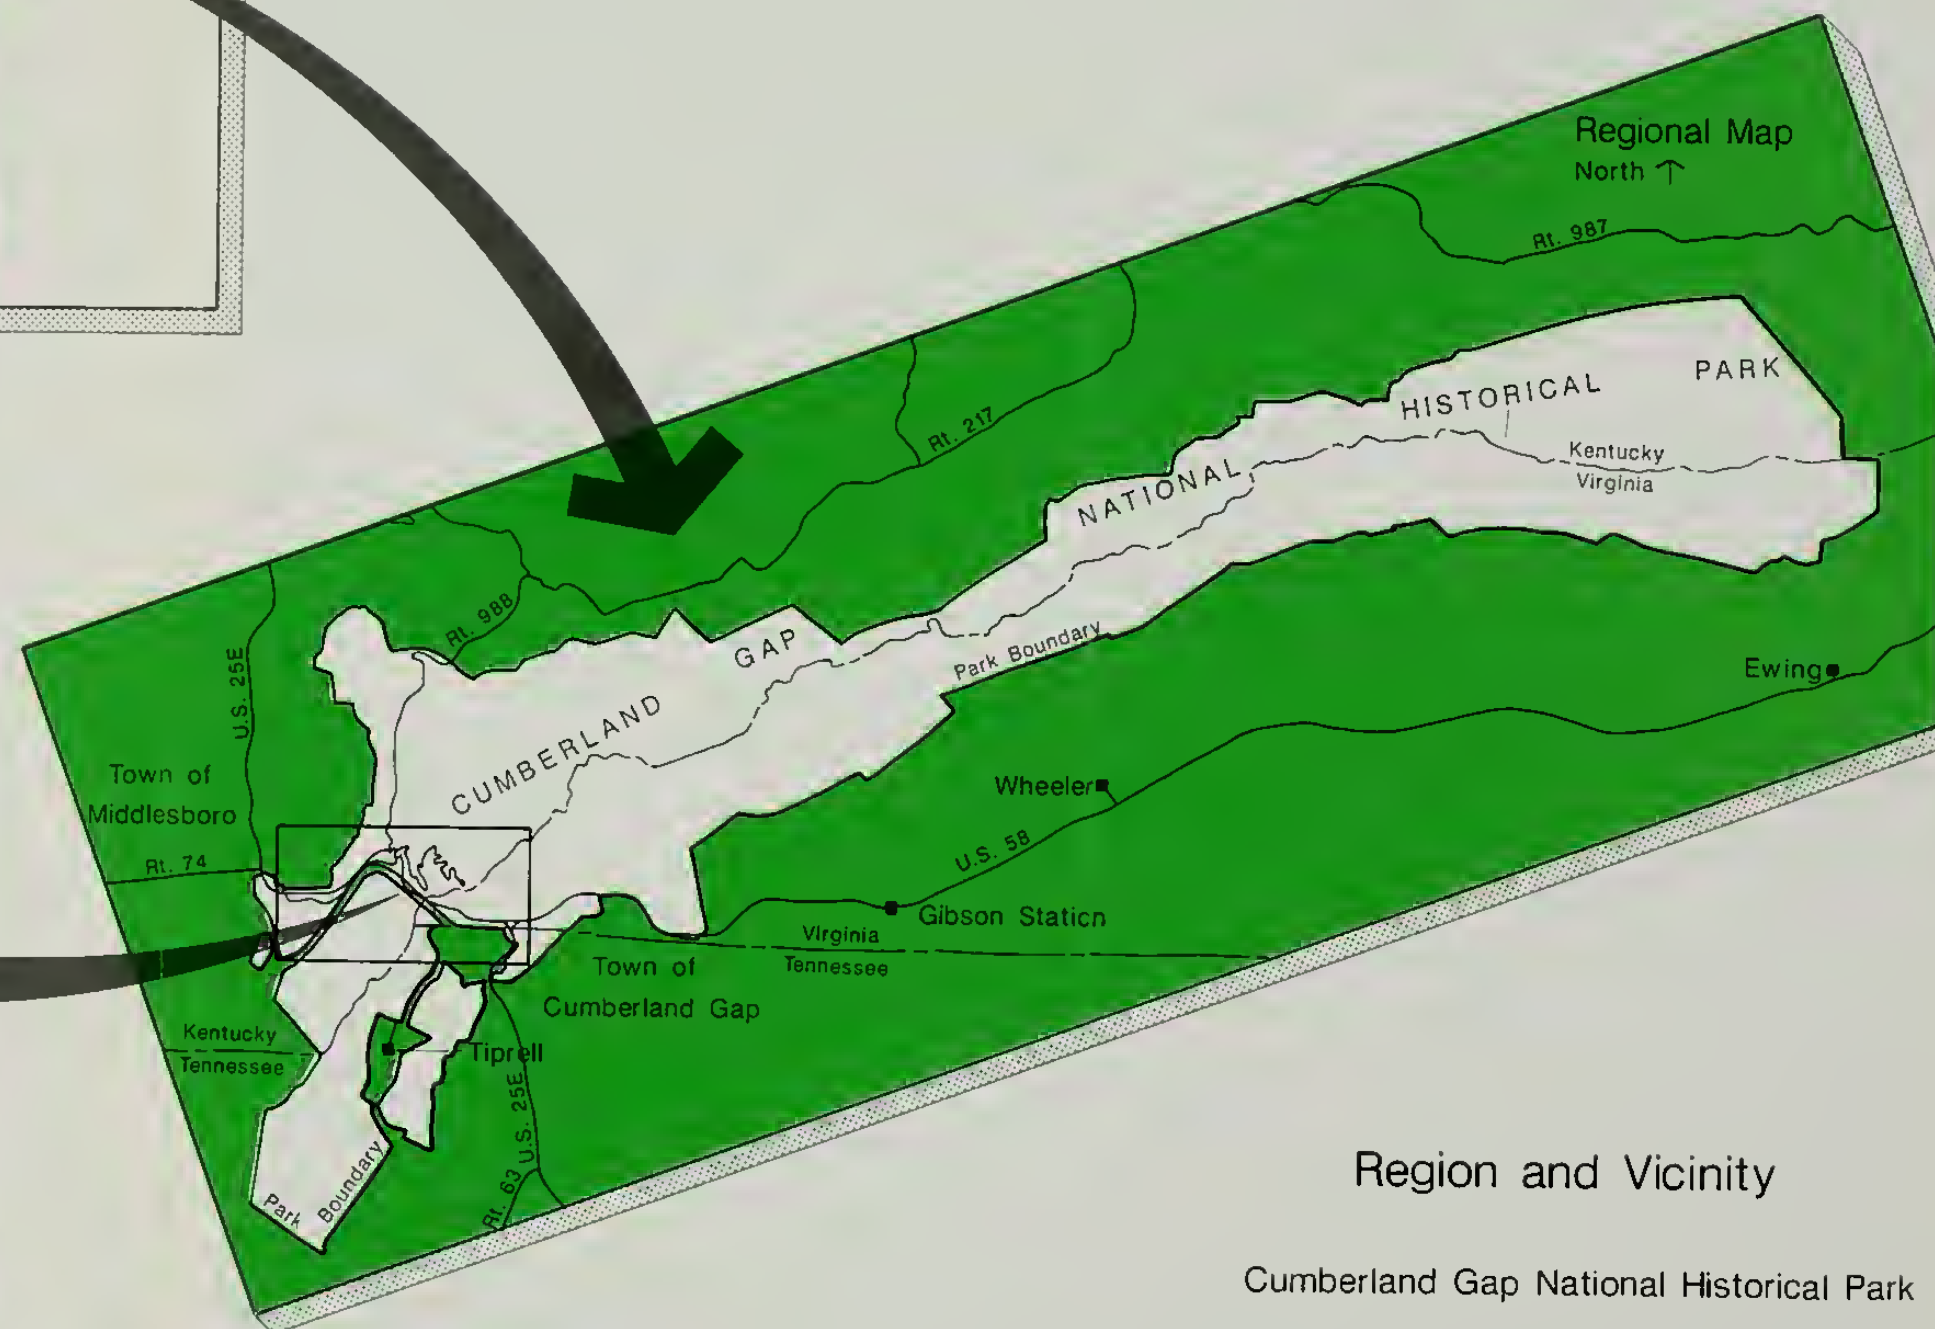 Regional Map
North
Rt. 987
PARK
HISTORICAL
Rt. 217
Kentucky
Virginia
NATIONAL
Rt. 988
GAP
Park Boundary
U.S. 25E
Ewing
CUMBERLAND
Town of
Middlesboro
Wheeler
Rt. 74
U.S. 58
Gibson Station
Virginia
Tennessee
Town of
Cumberland Gap
Kentucky
Tennessee
Tiprell
U.S. 25E
Park Boundary
Rt. 63
Region and Vicinity
Cumberland Gap National Historical Park